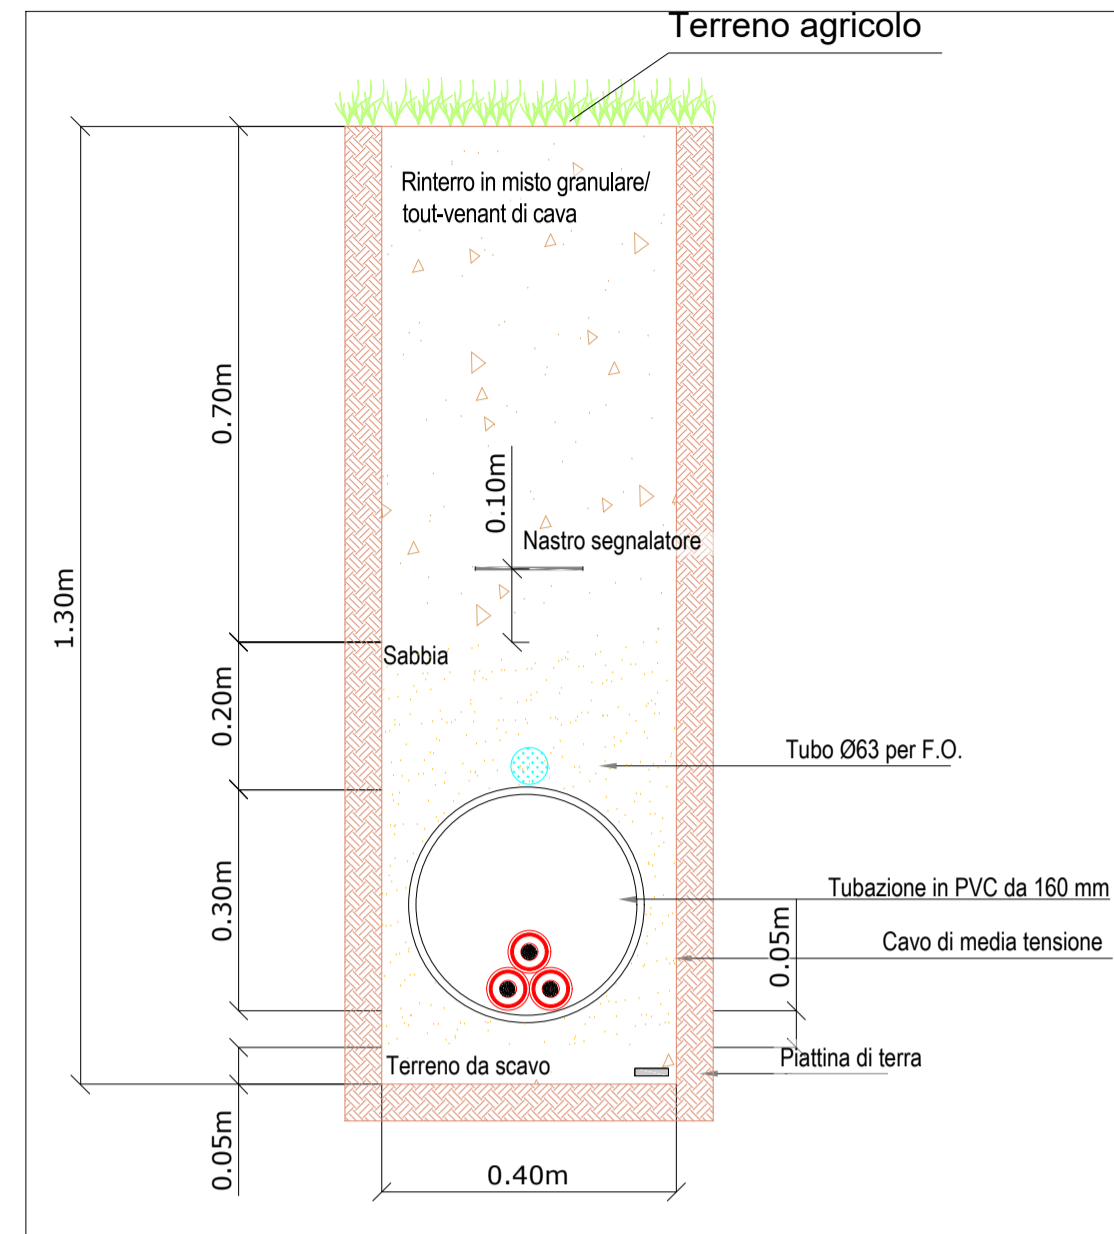 Terreno agricolo
Rinterro in misto granulare/
tout-venant di cava
0.70m
0.10m
Nastro segnalatore
1.30m
Sabbia
0.20m
Tubo Ø63 per F.O.
0.30m
Tubazione in PVC da 160 mm
0.05m
Cavo di media tensione
Terreno da scavo
Piattina di terra
0.05m
0.40m